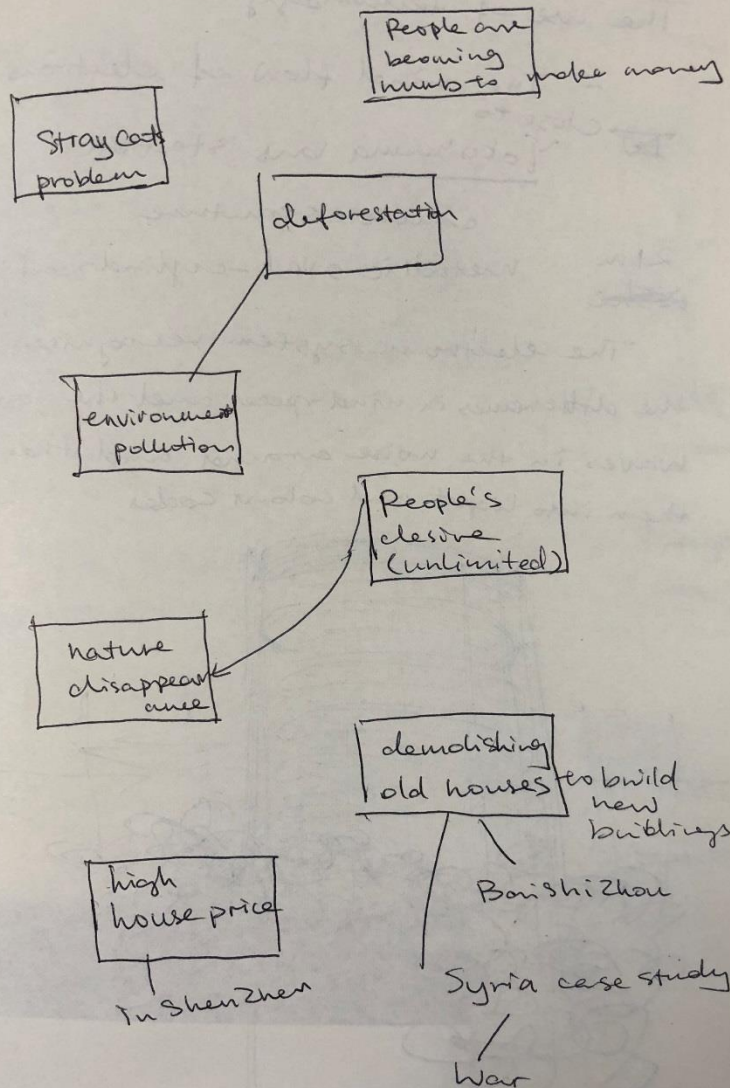 People are
becoming
numb to make money
Stray cats
problem
deforestation
environment
pollution
People's
desire
(unlimited)
nature
disappear
ance
demolishing
old houses to build
new
buildings
Baishizhou
high
house price
in ShenZhen
Syria case study
War